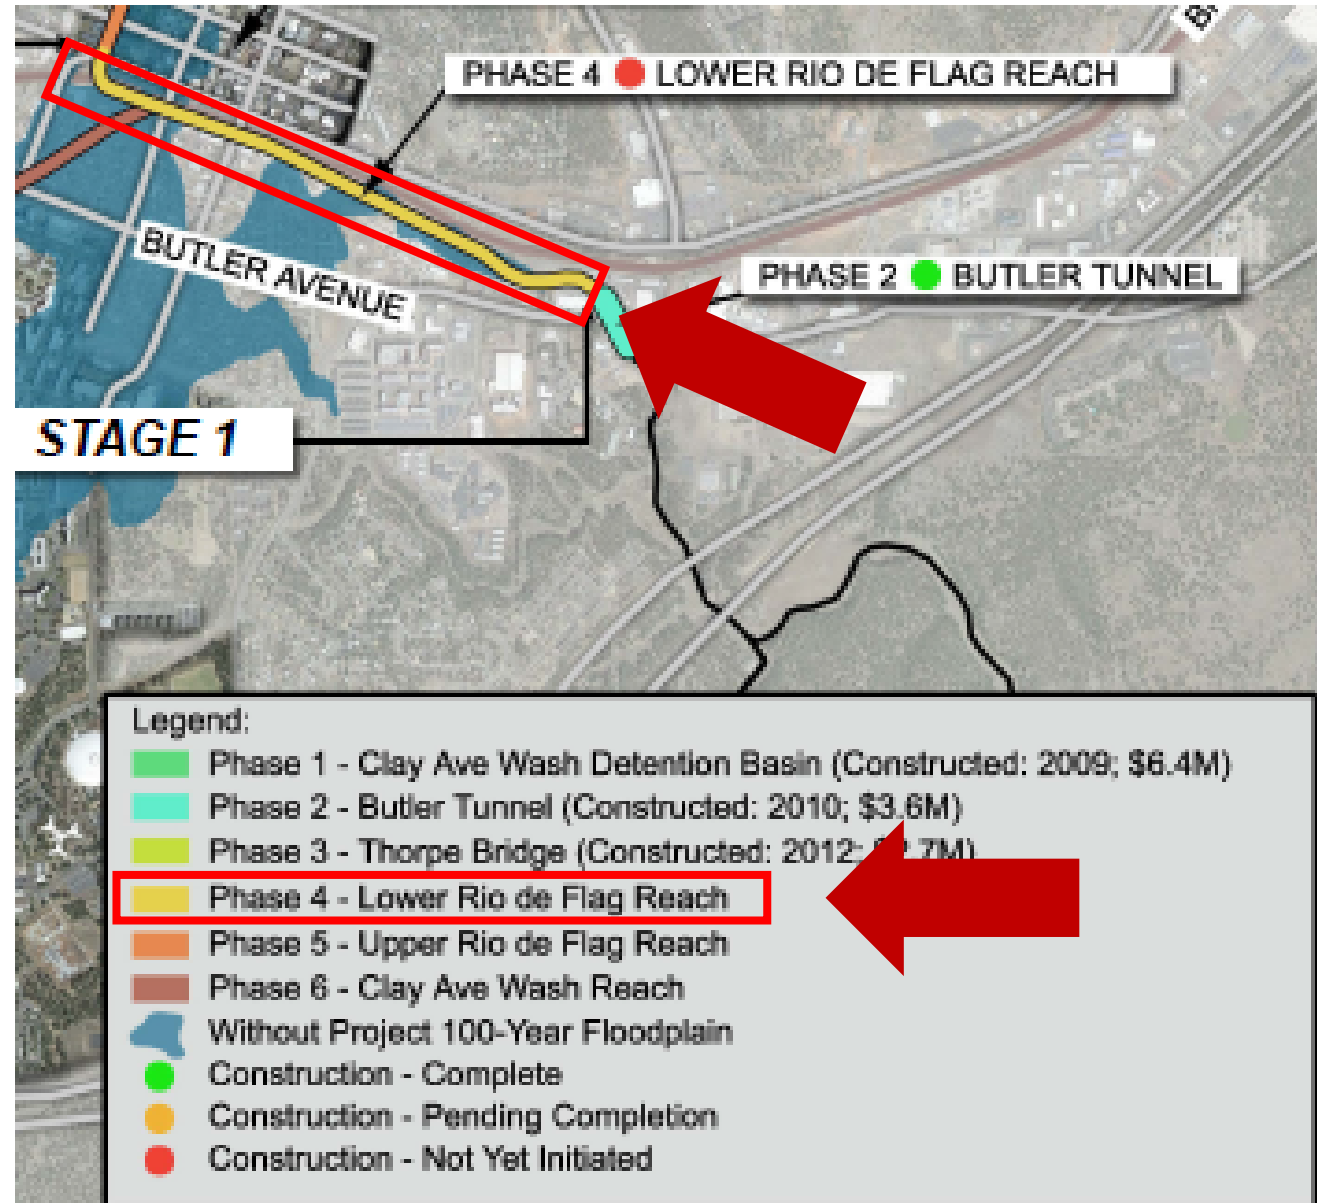 PHASE 4 LOWER RIO DE FLAG REACH
BUTLER AVENUE
PHASE 2 BUTLER TUNNEL
STAGE 1
Legend:
Phase 1 - Clay Ave Wash Detention Basin (Constructed: 2009; $6.4M)
Phase 2 - Butler Tunnel (Constructed: 2010; $3.6M)
Phase 3 - Thorpe Bridge (Constructed: 2012; .7M)
Phase 4 - Lower Rio de Flag Reach
Phase 5 - Upper Rio de Flag Reach
Phase 6 - Clay Ave Wash Reach
Without Project 100-Year Floodplain
Construction - Complete
Construction - Pending Completion
Construction - Not Yet Initiated